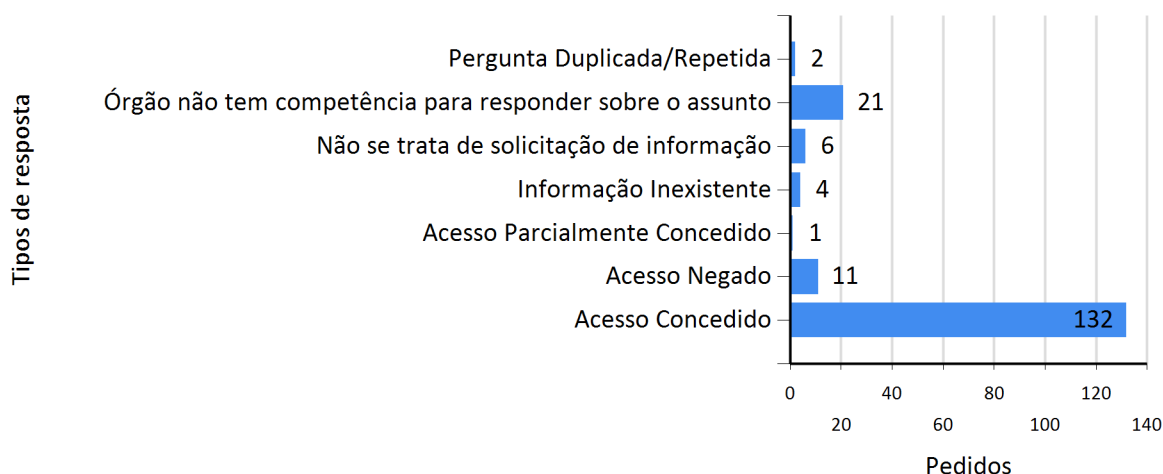 Tipos de resposta
Pergunta Duplicada/Repetida 2
Órgão não tem competência para responder sobre o assunto 21
Não se trata de solicitação de informação 6
Informação Inexistente 4
Acesso Parcialmente Concedido 1
Acesso Negado 11
Acesso Concedido 132
0 40 80 120
20 60 100 140
Pedidos